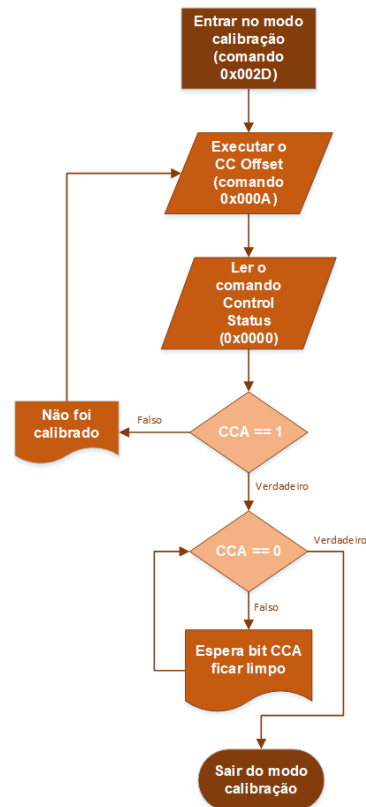 Entrar no modo
calibração
(comando
0x002D)
Executar o
CC Offset
(comando
0x000A)
Ler o
comando
Control
Status
(0x0000)
Não foi
calibrado
Falso
CCA == 1
Verdadeiro
CCA == 0
Verdadeiro
Falso
Espera bit CCA
ficar limpo
Sair do modo
calibração